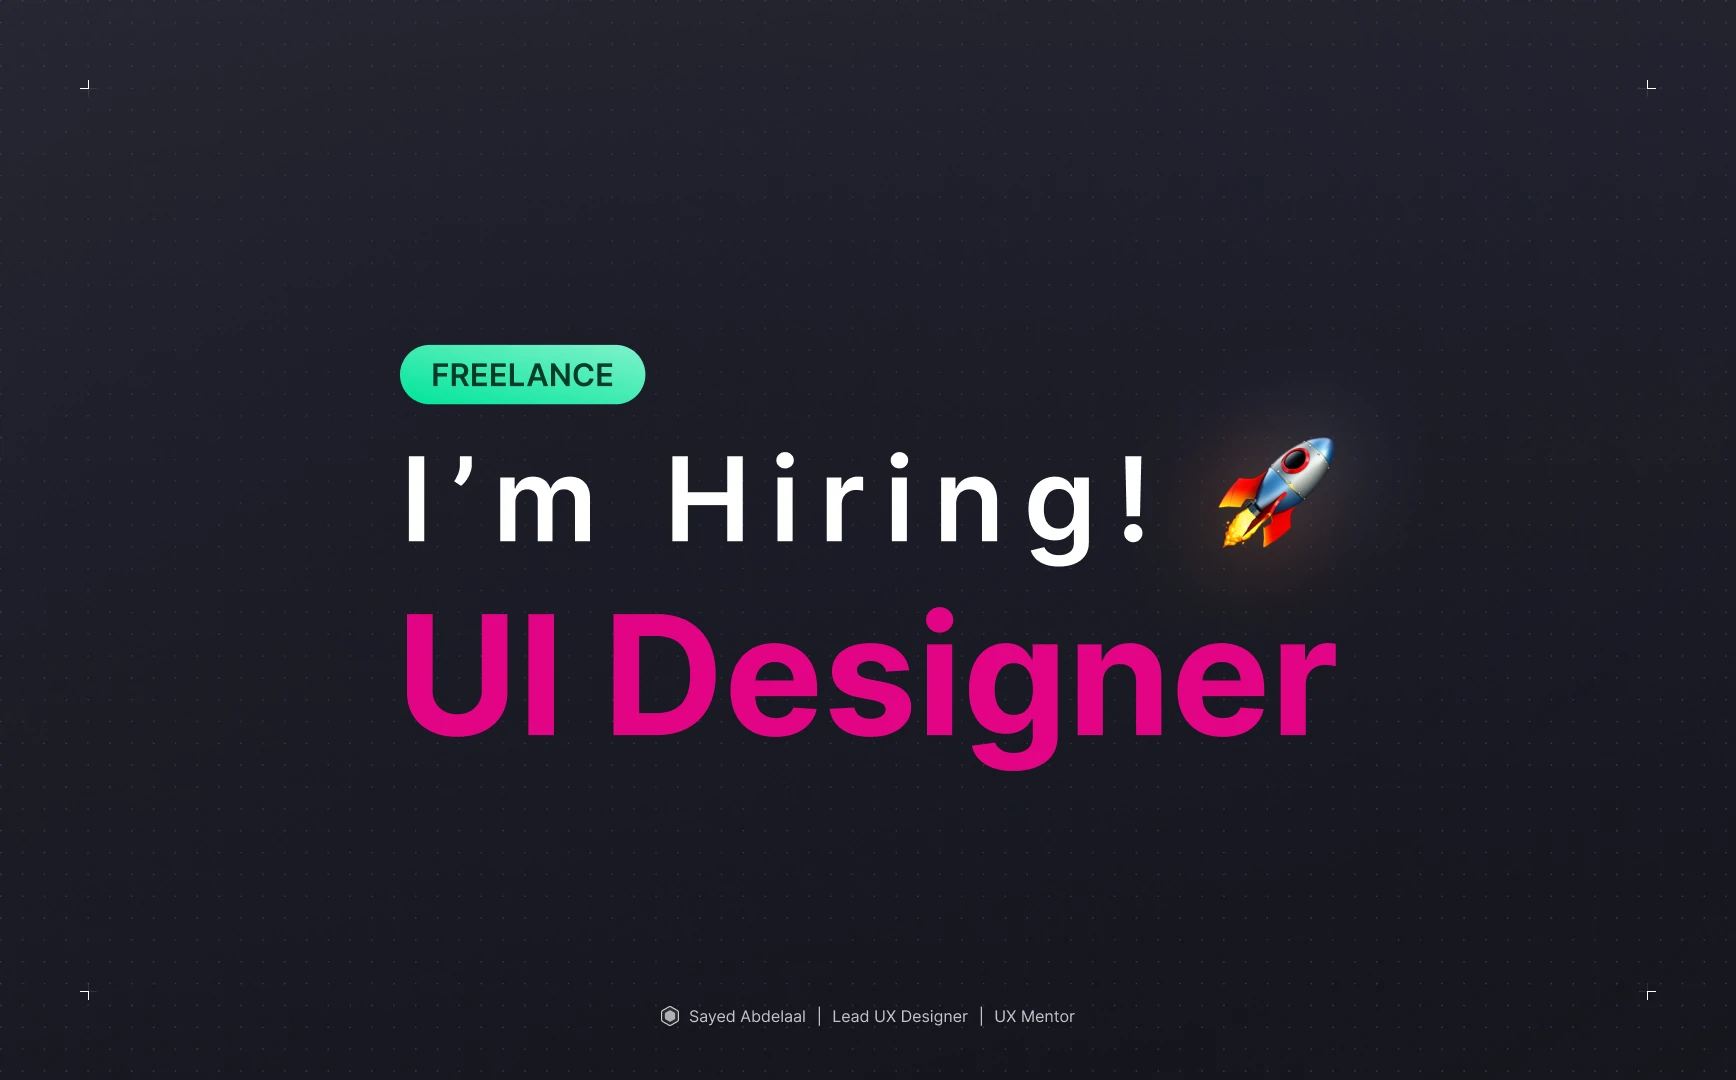 FREELANCE
I’m Hiring! 🚀
UI Designer
Sayed Abdelaal | Lead UX Designer | UX Mentor